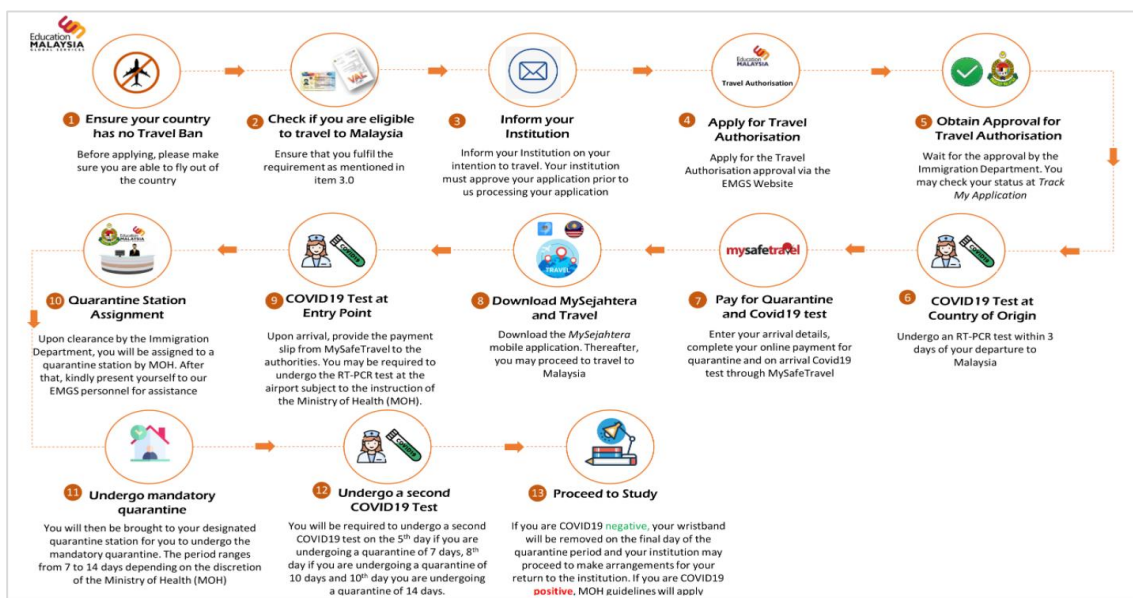 Education
MALAYSIA
GLOBAL SERVICES
1 Ensure your country
has no Travel Ban
Before applying, please make
sure you are able to fly out of
the country
VAL
2 Check if you are eligible
to travel to Malaysia
Ensure that you fulfil the
requirement as mentioned in
item 3.0
3 Inform your
Institution
Inform your Institution on your
intention to travel. Your institution
must approve your application prior to
us processing your application
Education
MALAYSIA
Travel Authorisation
4 Apply for Travel
Authorisation
Apply for the Travel
Authorisation approval via the
EMGS Website
5 Obtain Approval for
Travel Authorisation
Wait for the approval by the
Immigration Department. You
may check your status at Track
My Application
COVID19
6 COVID19 Test at
Country of Origin
Undergo an RT-PCR test within 3
days of your departure to
Malaysia
mysafetravel
7 Pay for Quarantine
and Covid19 test
Enter your arrival details,
complete your online payment for
quarantine and on arrival Covid19
test through MySafeTravel
TRAVEL
8 Download MySejahtera
and Travel
Download the MySejahtera
mobile application. Thereafter,
you may proceed to travel to
Malaysia
COVID19
9 COVID19 Test at
Entry Point
Upon arrival, provide the payment
slip from MySafeTravel to the
authorities. You may be required to
undergo the RT-PCR test at the
airport subject to the instruction of
the Ministry of Health (MOH).
Education
MALAYSIA
10 Quarantine Station
Assignment
Upon clearance by the Immigration
Department, you will be assigned to a
quarantine station by MOH. After
that, kindly present yourself to our
EMGS personnel for assistance
11 Undergo mandatory
quarantine
You will then be brought to your designated
quarantine station for you to undergo the
mandatory quarantine. The period ranges
from 7 to 14 days depending on the discretion
of the Ministry of Health (MOH)
COVID19
12 Undergo a second
COVID19 Test
You will be required to undergo a second
COVID19 test on the 5th day if you are
undergoing a quarantine of 7 days, 8th
day if you are undergoing a quarantine of
10 days and 10th day you are undergoing
a quarantine of 14 days.
13 Proceed to Study
If you are COVID19 negative, your wristband
will be removed on the final day of the
quarantine period and your institution may
proceed to make arrangements for your
return to the institution. If you are COVID19
positive, MOH guidelines will apply